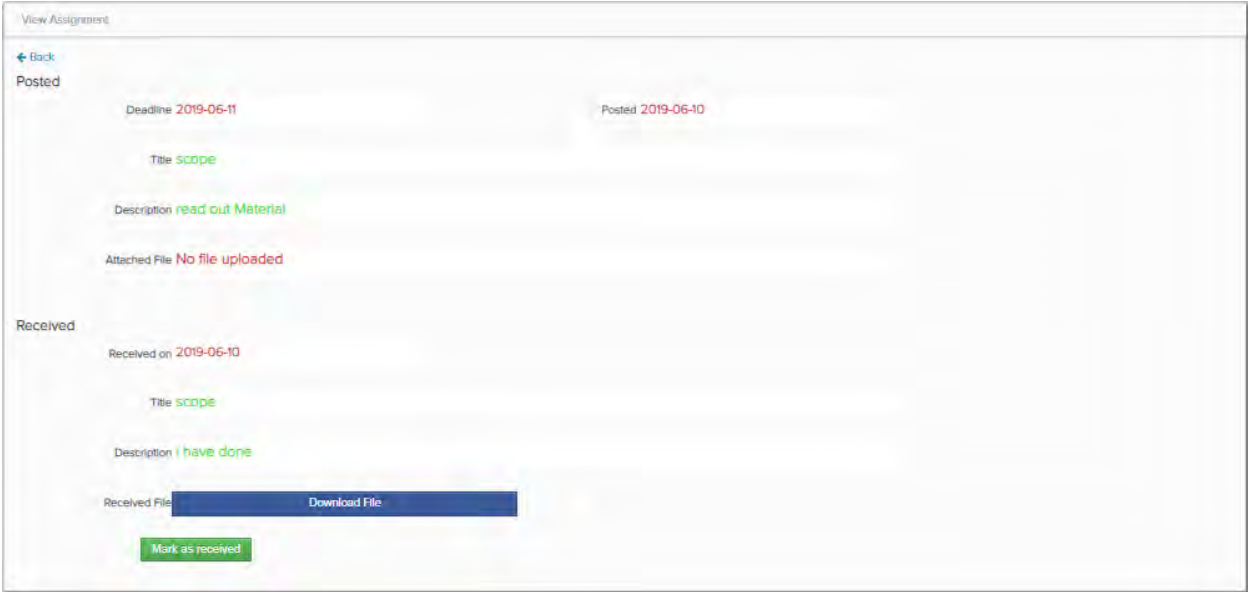 View Assignment
← Back
Posted
Deadline 2019-06-11 Posted 2019-06-10
Title scope
Description read out Material
Attached File No file uploaded
Received
Received on 2019-06-10
Title scope
Description i have done
Received File Download File
Mark as received